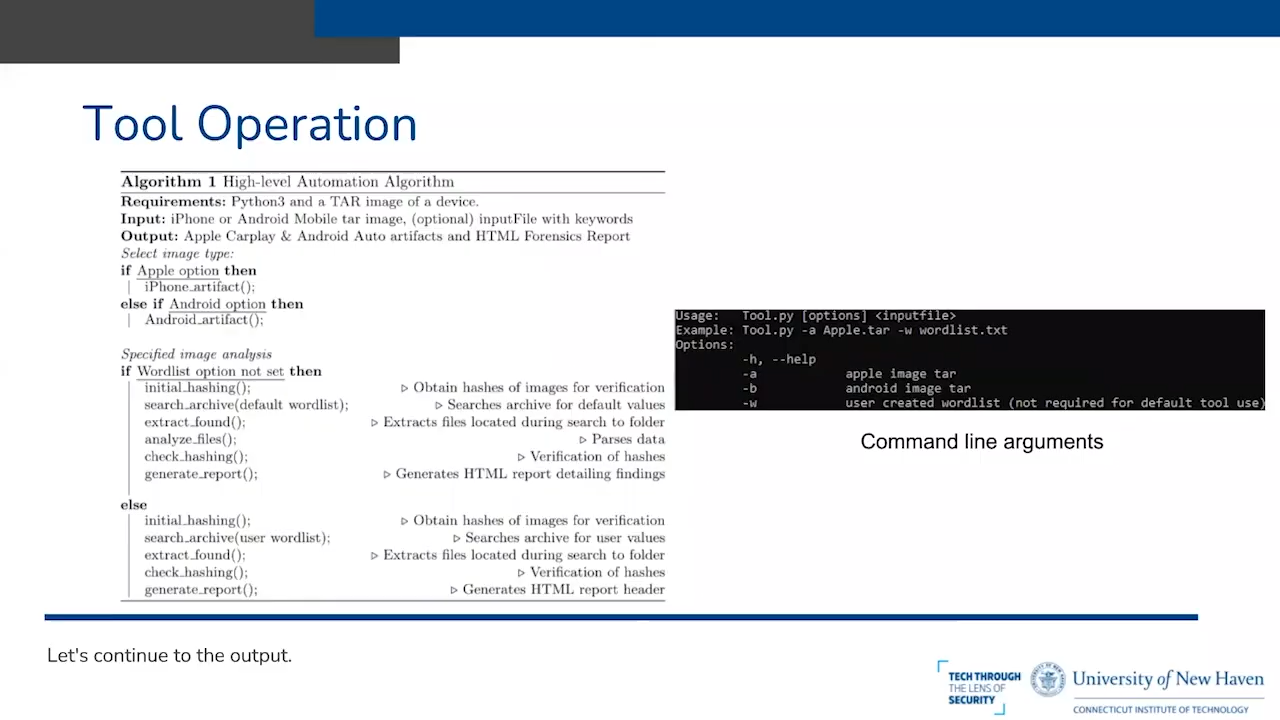 Tool Operation
Algorithm 1 High-level Automation Algorithm
Requirements: Python3 and a TAR image of a device.
Input: iPhone or Android Mobile tar image, (optional) inputFile with keywords
Output: Apple Carplay & Android Auto artifacts and HTML Forensics Report
Select image type:
if Apple option then
iPhone_artifact();
else if Android option then
Android_artifact();
Specified image analysis
if Wordlist option not set then
initial_hashing(); ▷ Obtain hashes of images for verification
search_archive(default wordlist); ▷ Searches archive for default values
extract_found(); ▷ Extracts files located during search to folder
analyze_files(); ▷ Parses data
check_hashing(); ▷ Verification of hashes
generate_report(); ▷ Generates HTML report detailing findings
else
initial_hashing(); ▷ Obtain hashes of images for verification
search_archive(user wordlist); ▷ Searches archive for user values
extract_found(); ▷ Extracts files located during search to folder
check_hashing(); ▷ Verification of hashes
generate_report(); ▷ Generates HTML report header
Usage: Tool.py [options] <inputfile>
Example: Tool.py -a Apple.tar -w wordlist.txt
Options:
-h, --help
-a apple image tar
-b android image tar
-w user created wordlist (not required for default tool use)
Command line arguments
Let's continue to the output.
TECH THROUGH
THE LENS OF
SECURITY
University of New Haven
CONNECTICUT INSTITUTE OF TECHNOLOGY